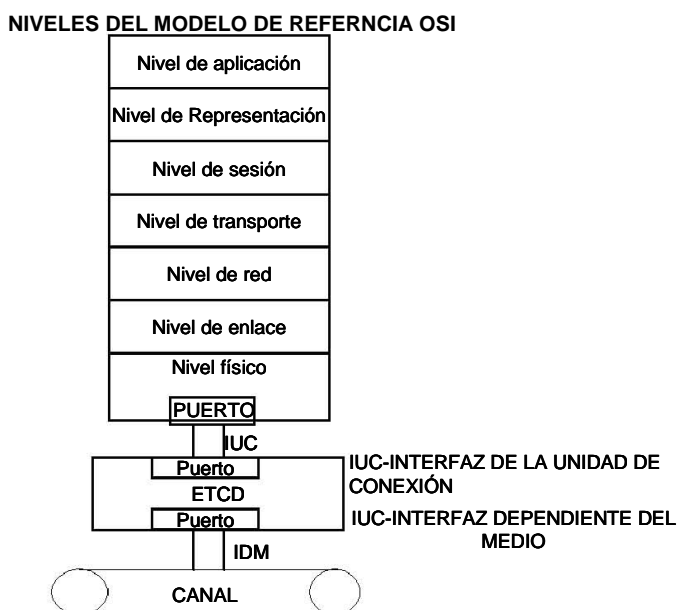 NIVELES DEL MODELO DE REFERNCIA OSI
Nivel de aplicación
Nivel de Representación
Nivel de sesión
Nivel de transporte
Nivel de red
Nivel de enlace
Nivel físico
PUERTO
IUC
Puerto
ETCD
Puerto
IUC-INTERFAZ DE LA UNIDAD DE
CONEXIÓN
IUC-INTERFAZ DEPENDIENTE DEL
MEDIO
IDM
CANAL